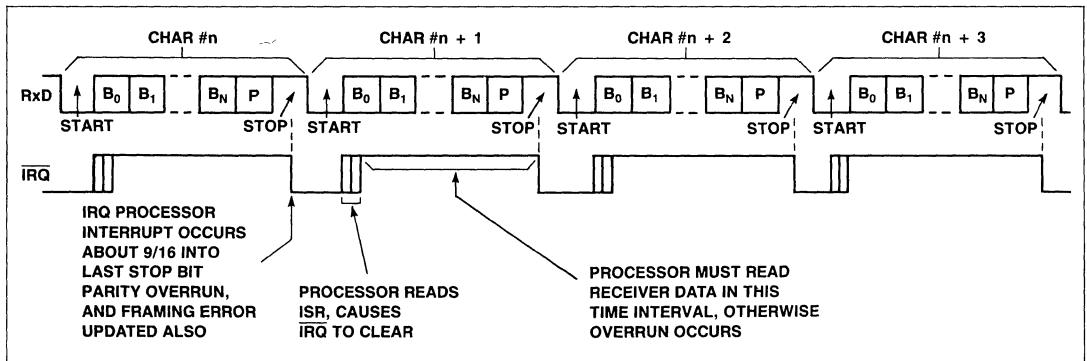 CHAR #n CHAR #n + 1 CHAR #n + 2 CHAR #n + 3
RxD B0 B1 BN P B0 B1 BN P B0 B1 BN P B0 B1 BN P
START STOP START STOP START STOP START STOP
IRQ
IRQ PROCESSOR
INTERRUPT OCCURS
ABOUT 9/16 INTO
LAST STOP BIT
PARITY OVERRUN,
AND FRAMING ERROR
UPDATED ALSO
PROCESSOR READS
ISR, CAUSES
IRQ TO CLEAR
PROCESSOR MUST READ
RECEIVER DATA IN THIS
TIME INTERVAL, OTHERWISE
OVERRUN OCCURS